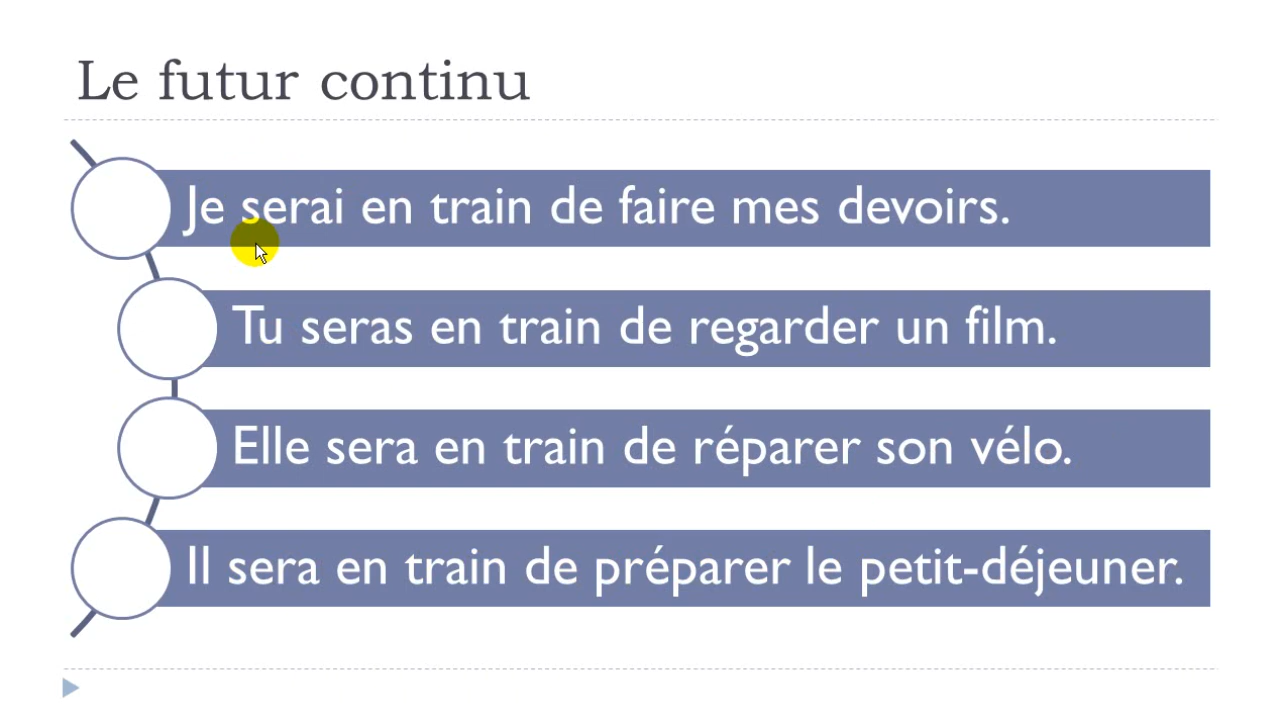 Le futur continu
Je serai en train de faire mes devoirs.
Tu seras en train de regarder un film.
Elle sera en train de réparer son vélo.
Il sera en train de préparer le petit-déjeuner.